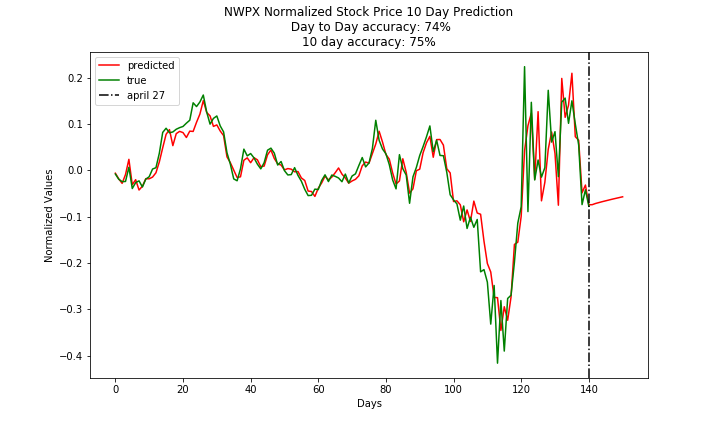 NWPX Normalized Stock Price 10 Day Prediction
Day to Day accuracy: 74%
10 day accuracy: 75%
predicted
true
april 27
Normalized Values
0.2
0.1
0.0
−0.1
−0.2
−0.3
−0.4
0 20 40 60 80 100 120 140
Days